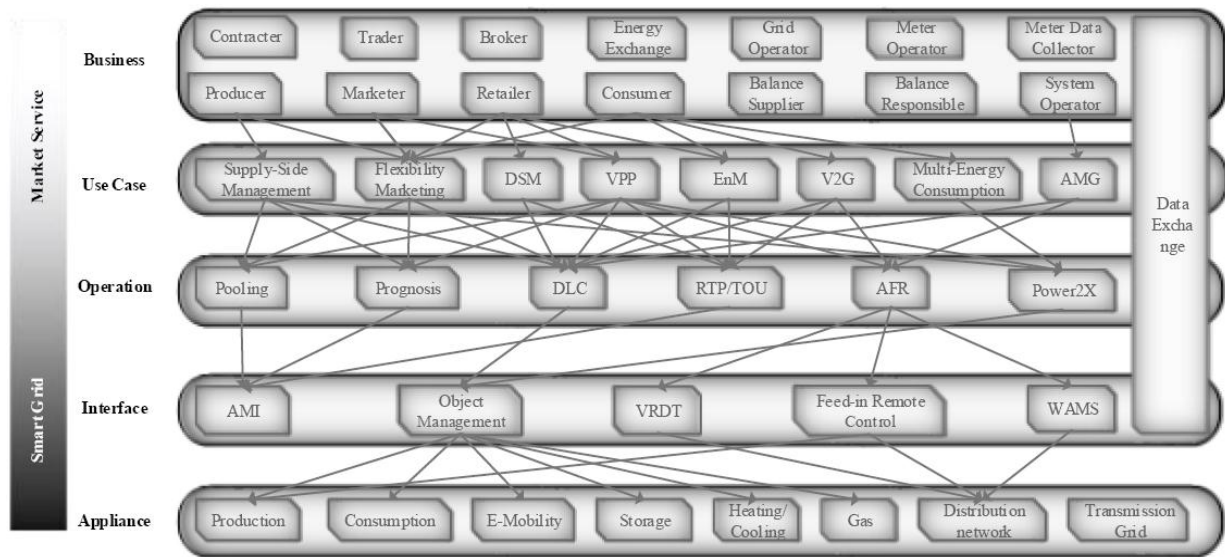 Contracter
Trader
Broker
Energy
Exchange
Grid
Operator
Meter
Operator
Meter Data
Collector
Business
Producer
Marketer
Retailer
Consumer
Balance
Supplier
Balance
Responsible
System
Operator
Market Service
Use Case
Supply-Side
Management
Flexibility
Marketing
DSM
VPP
EnM
V2G
Multi-Energy
Consumption
AMG
Data
Excha
nge
Operation
Pooling
Prognosis
DLC
RTP/TOU
AFR
Power2X
Smart Grid
Interface
AMI
Object
Management
VRDT
Feed-in Remote
Control
WAMS
Appliance
Production
Consumption
E-Mobility
Storage
Heating/
Cooling
Gas
Distribution
network
Transmission
Grid